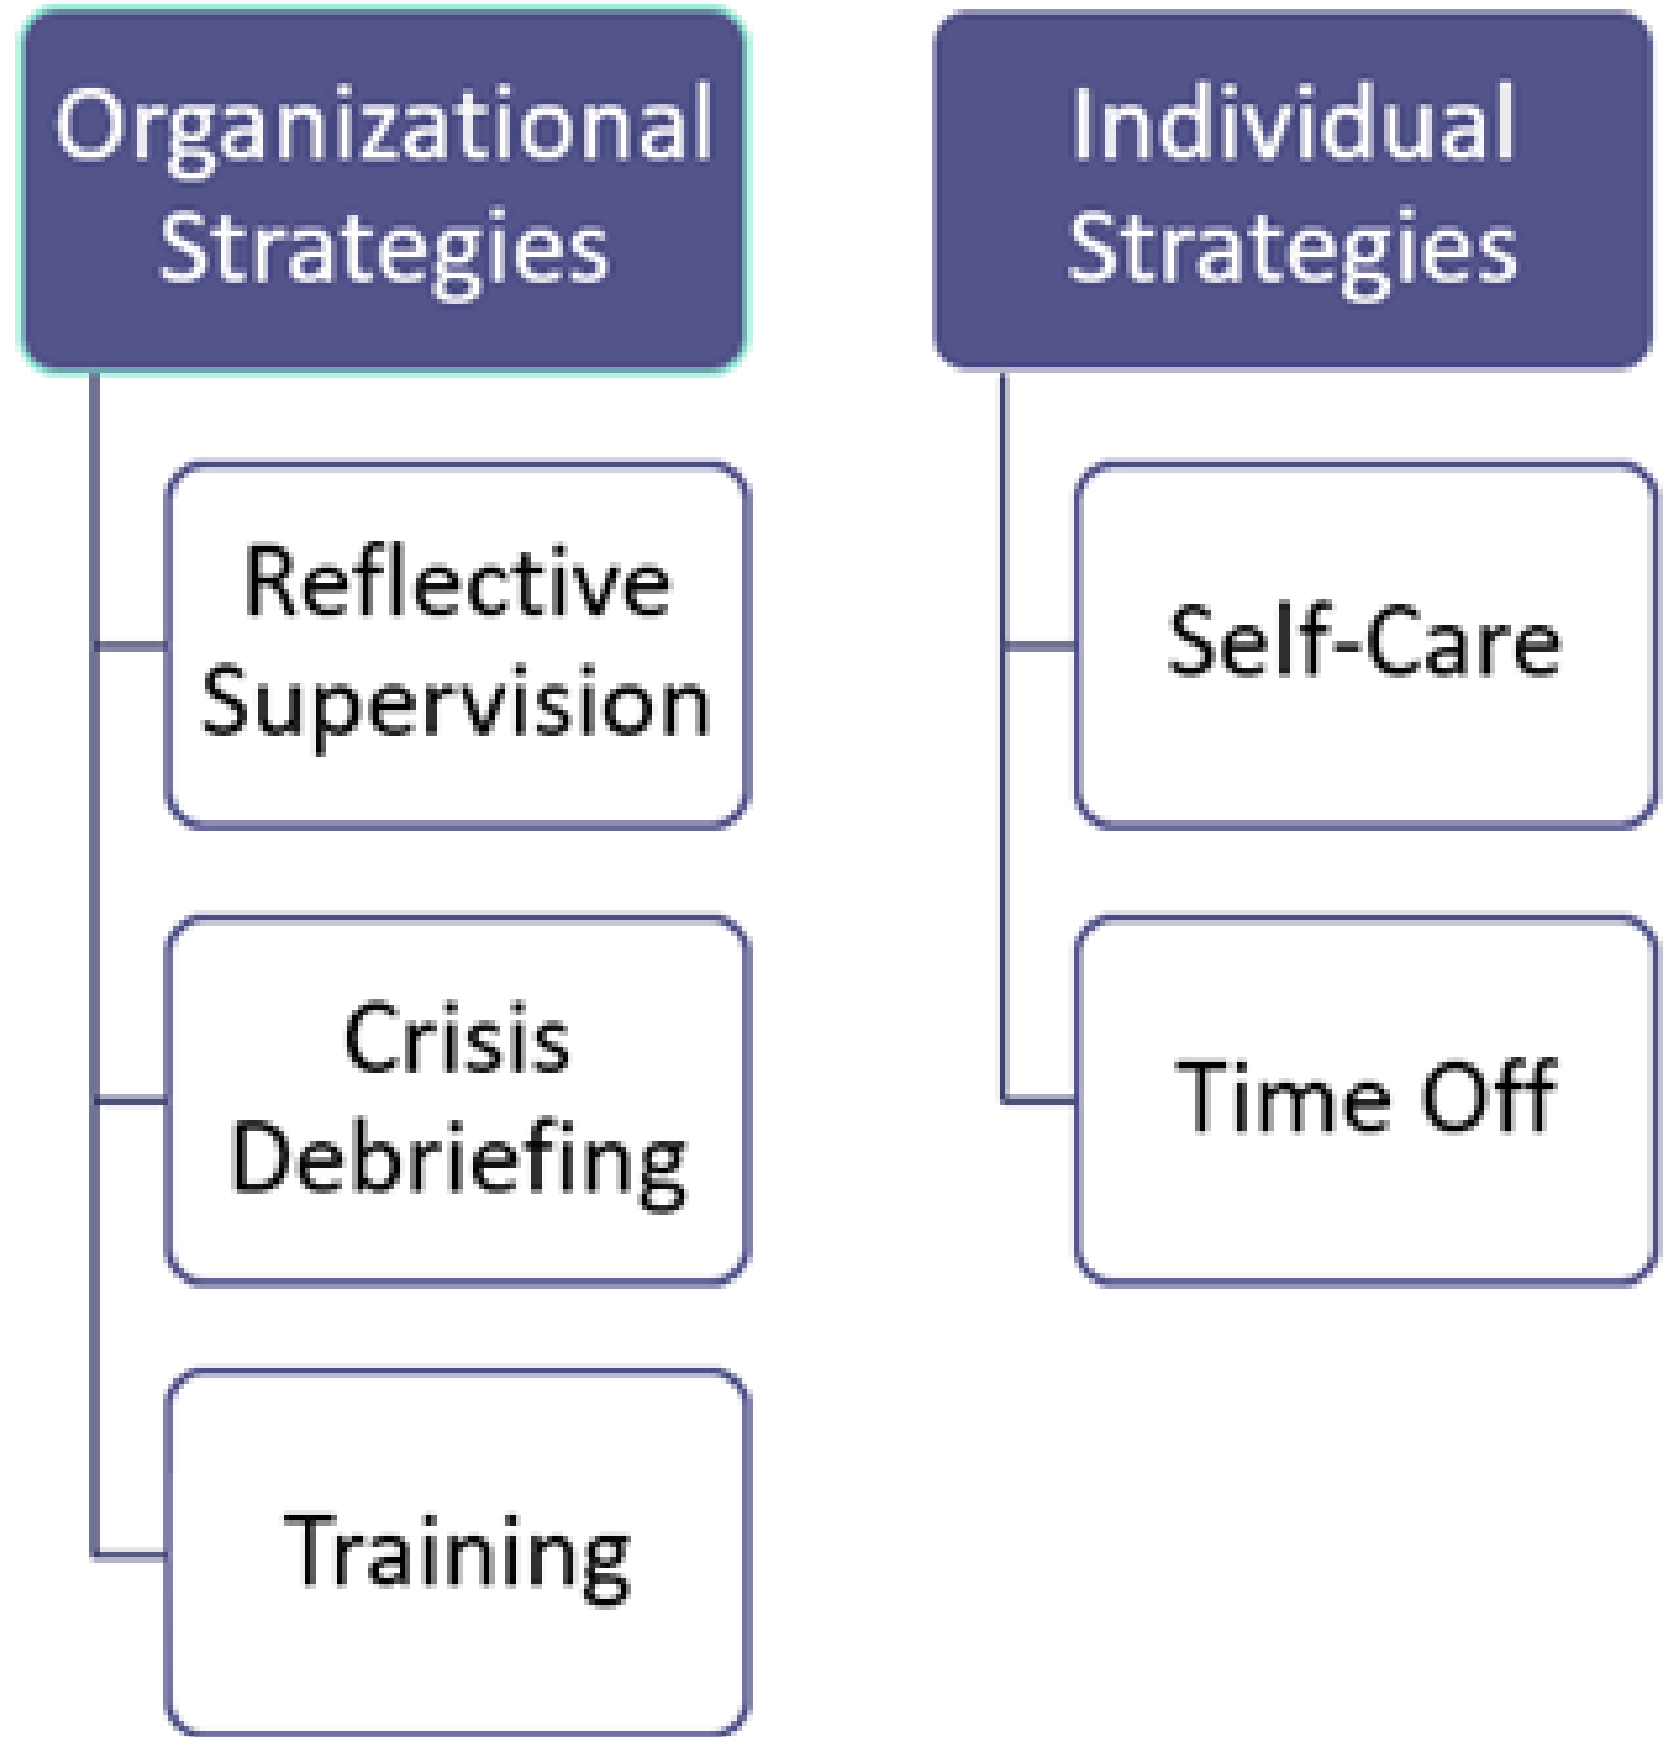 Organizational
Strategies
Reflective
Supervision
Crisis
Debriefing
Training
Individual
Strategies
Self-Care
Time Off